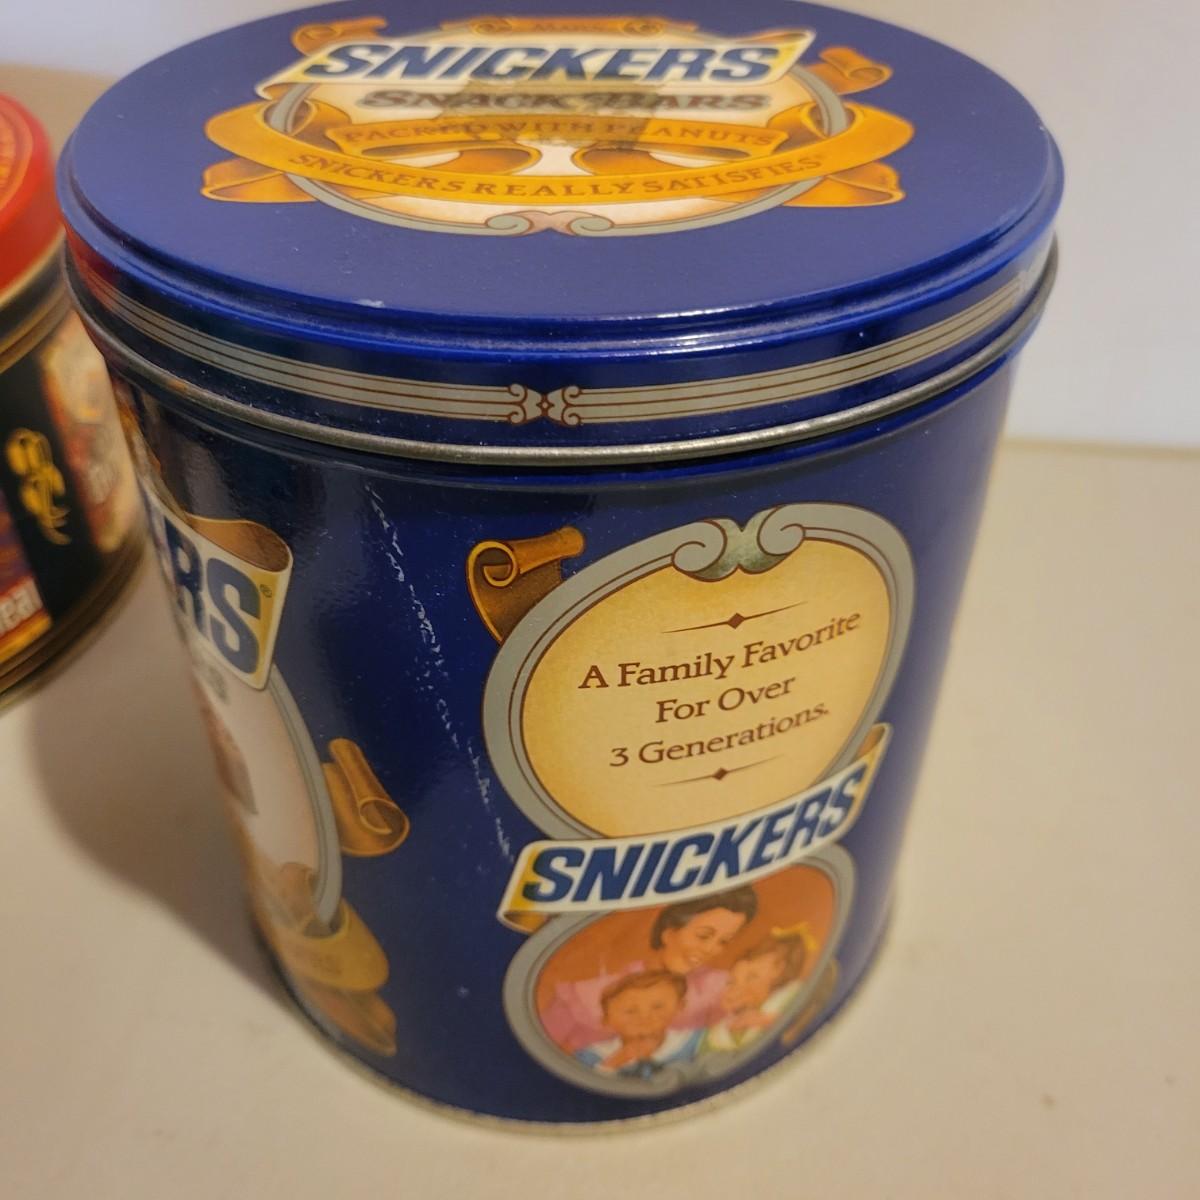 SNICKERS
SNACK BARS
PACKED WITH PEANUTS
SNICKERS REALLY SATISFIES®
RS®
A Family Favorite
For Over
3 Generations.
SNICKERS